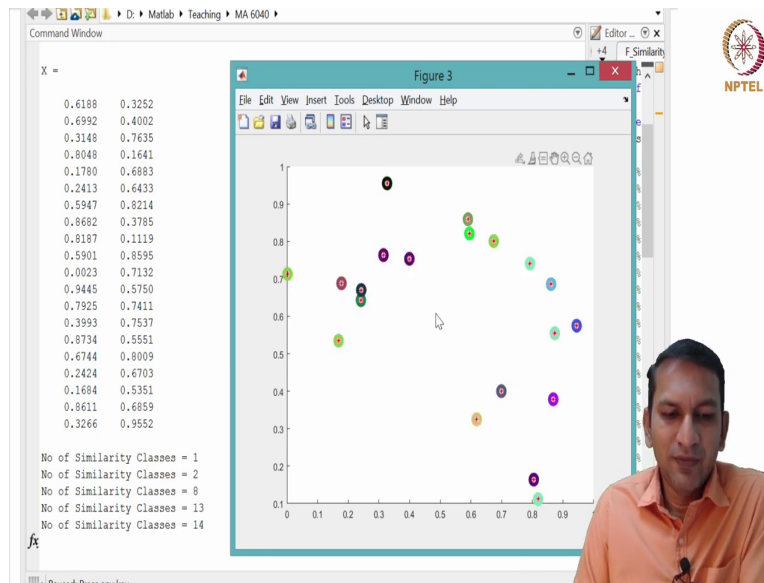 D: ▸ Matlab ▸ Teaching ▸ MA 6040 ▸
Command Window
Editor ...
+4 F_Similarity
NPTEL
X =
0.6188 0.3252
0.6992 0.4002
0.3148 0.7635
0.8048 0.1641
0.1780 0.6883
0.2413 0.6433
0.5947 0.8214
0.8682 0.3785
0.8187 0.1119
0.5901 0.8595
0.0023 0.7132
0.9445 0.5750
0.7925 0.7411
0.3993 0.7537
0.8734 0.5551
0.6744 0.8009
0.2424 0.6703
0.1684 0.5351
0.8611 0.6859
0.3266 0.9552
No of Similarity Classes = 1
No of Similarity Classes = 2
No of Similarity Classes = 8
No of Similarity Classes = 13
No of Similarity Classes = 14
fx
Figure 3
File Edit View Insert Tools Desktop Window Help
1
0.9
0.8
0.7
0.6
0.5
0.4
0.3
0.2
0.1
0 0.1 0.2 0.3 0.4 0.5 0.6 0.7 0.8 0.9